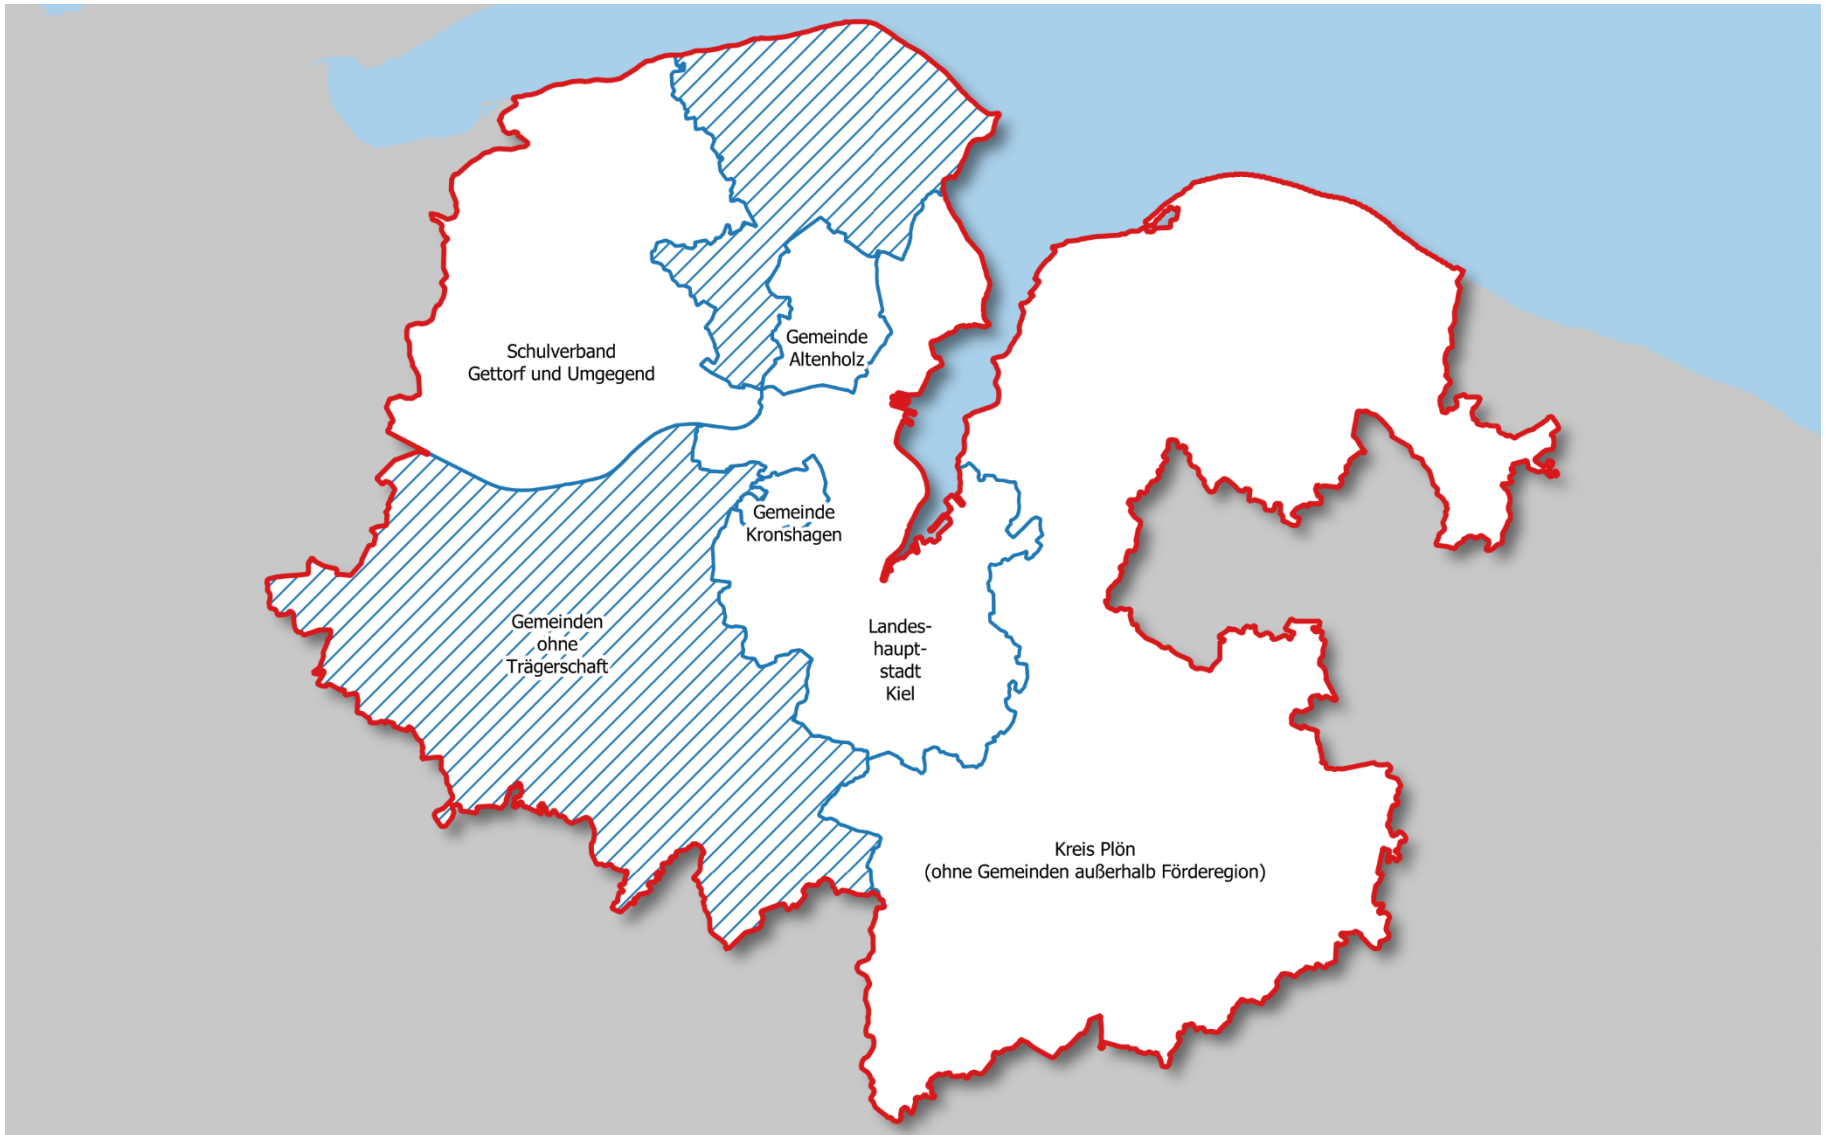 Schulverband
Gettorf und Umgegend
Gemeinde
Altenholz
Gemeinde
Kronshagen
Gemeinden
ohne
Trägerschaft
Landes-
haupt-
stadt
Kiel
Kreis Plön
(ohne Gemeinden außerhalb Förderegion)